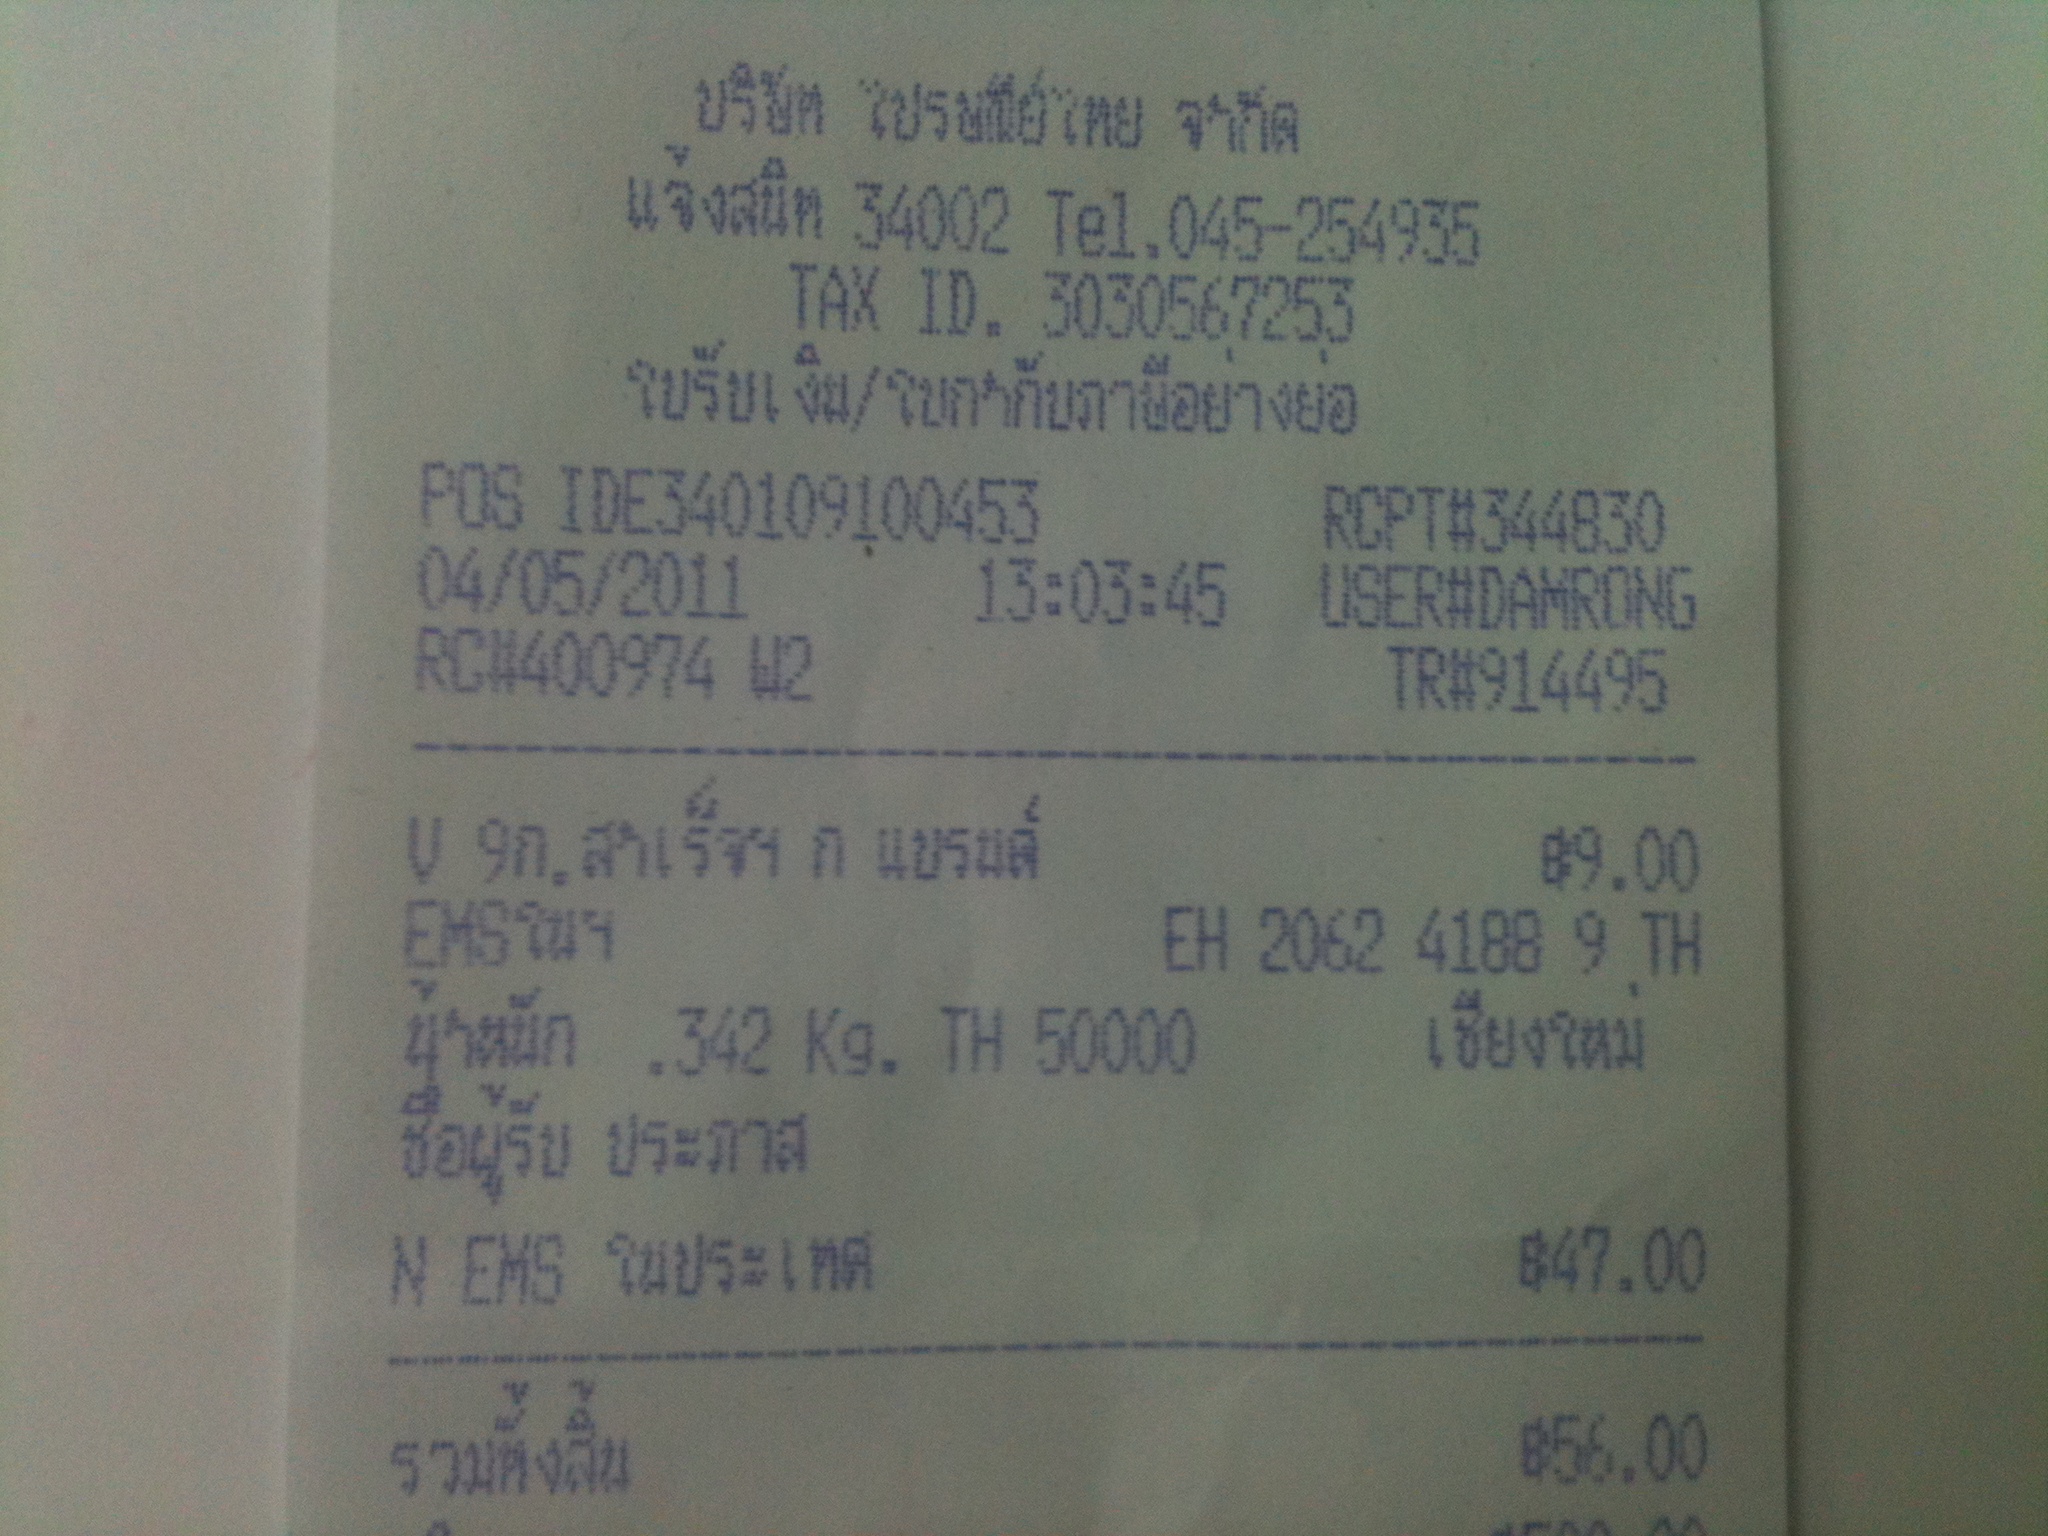 บริษัท ไปรษณีย์ไทย จำกัด
แจ้งสนิท 34002 Tel.045-254935
TAX ID. 3030567253
ใบรับเงิน/ใบกำกับภาษีอย่างย่อ
POS IDE340109100453 RCPT#344830
04/05/2011 13:03:45 USER#DAMRONG
RC#400974 W2 TR#914495
V 9ก.สำเร็จฯ ก แบรนส์ ฿9.00
EMSในฯ EH 2062 4188 9 TH
น้ำหนัก .342 Kg. TH 50000 เชียงใหม่
ชื่อผู้รับ ประภาส
N EMS ในประเทศ ฿47.00
รวมทั้งสิ้น ฿56.00